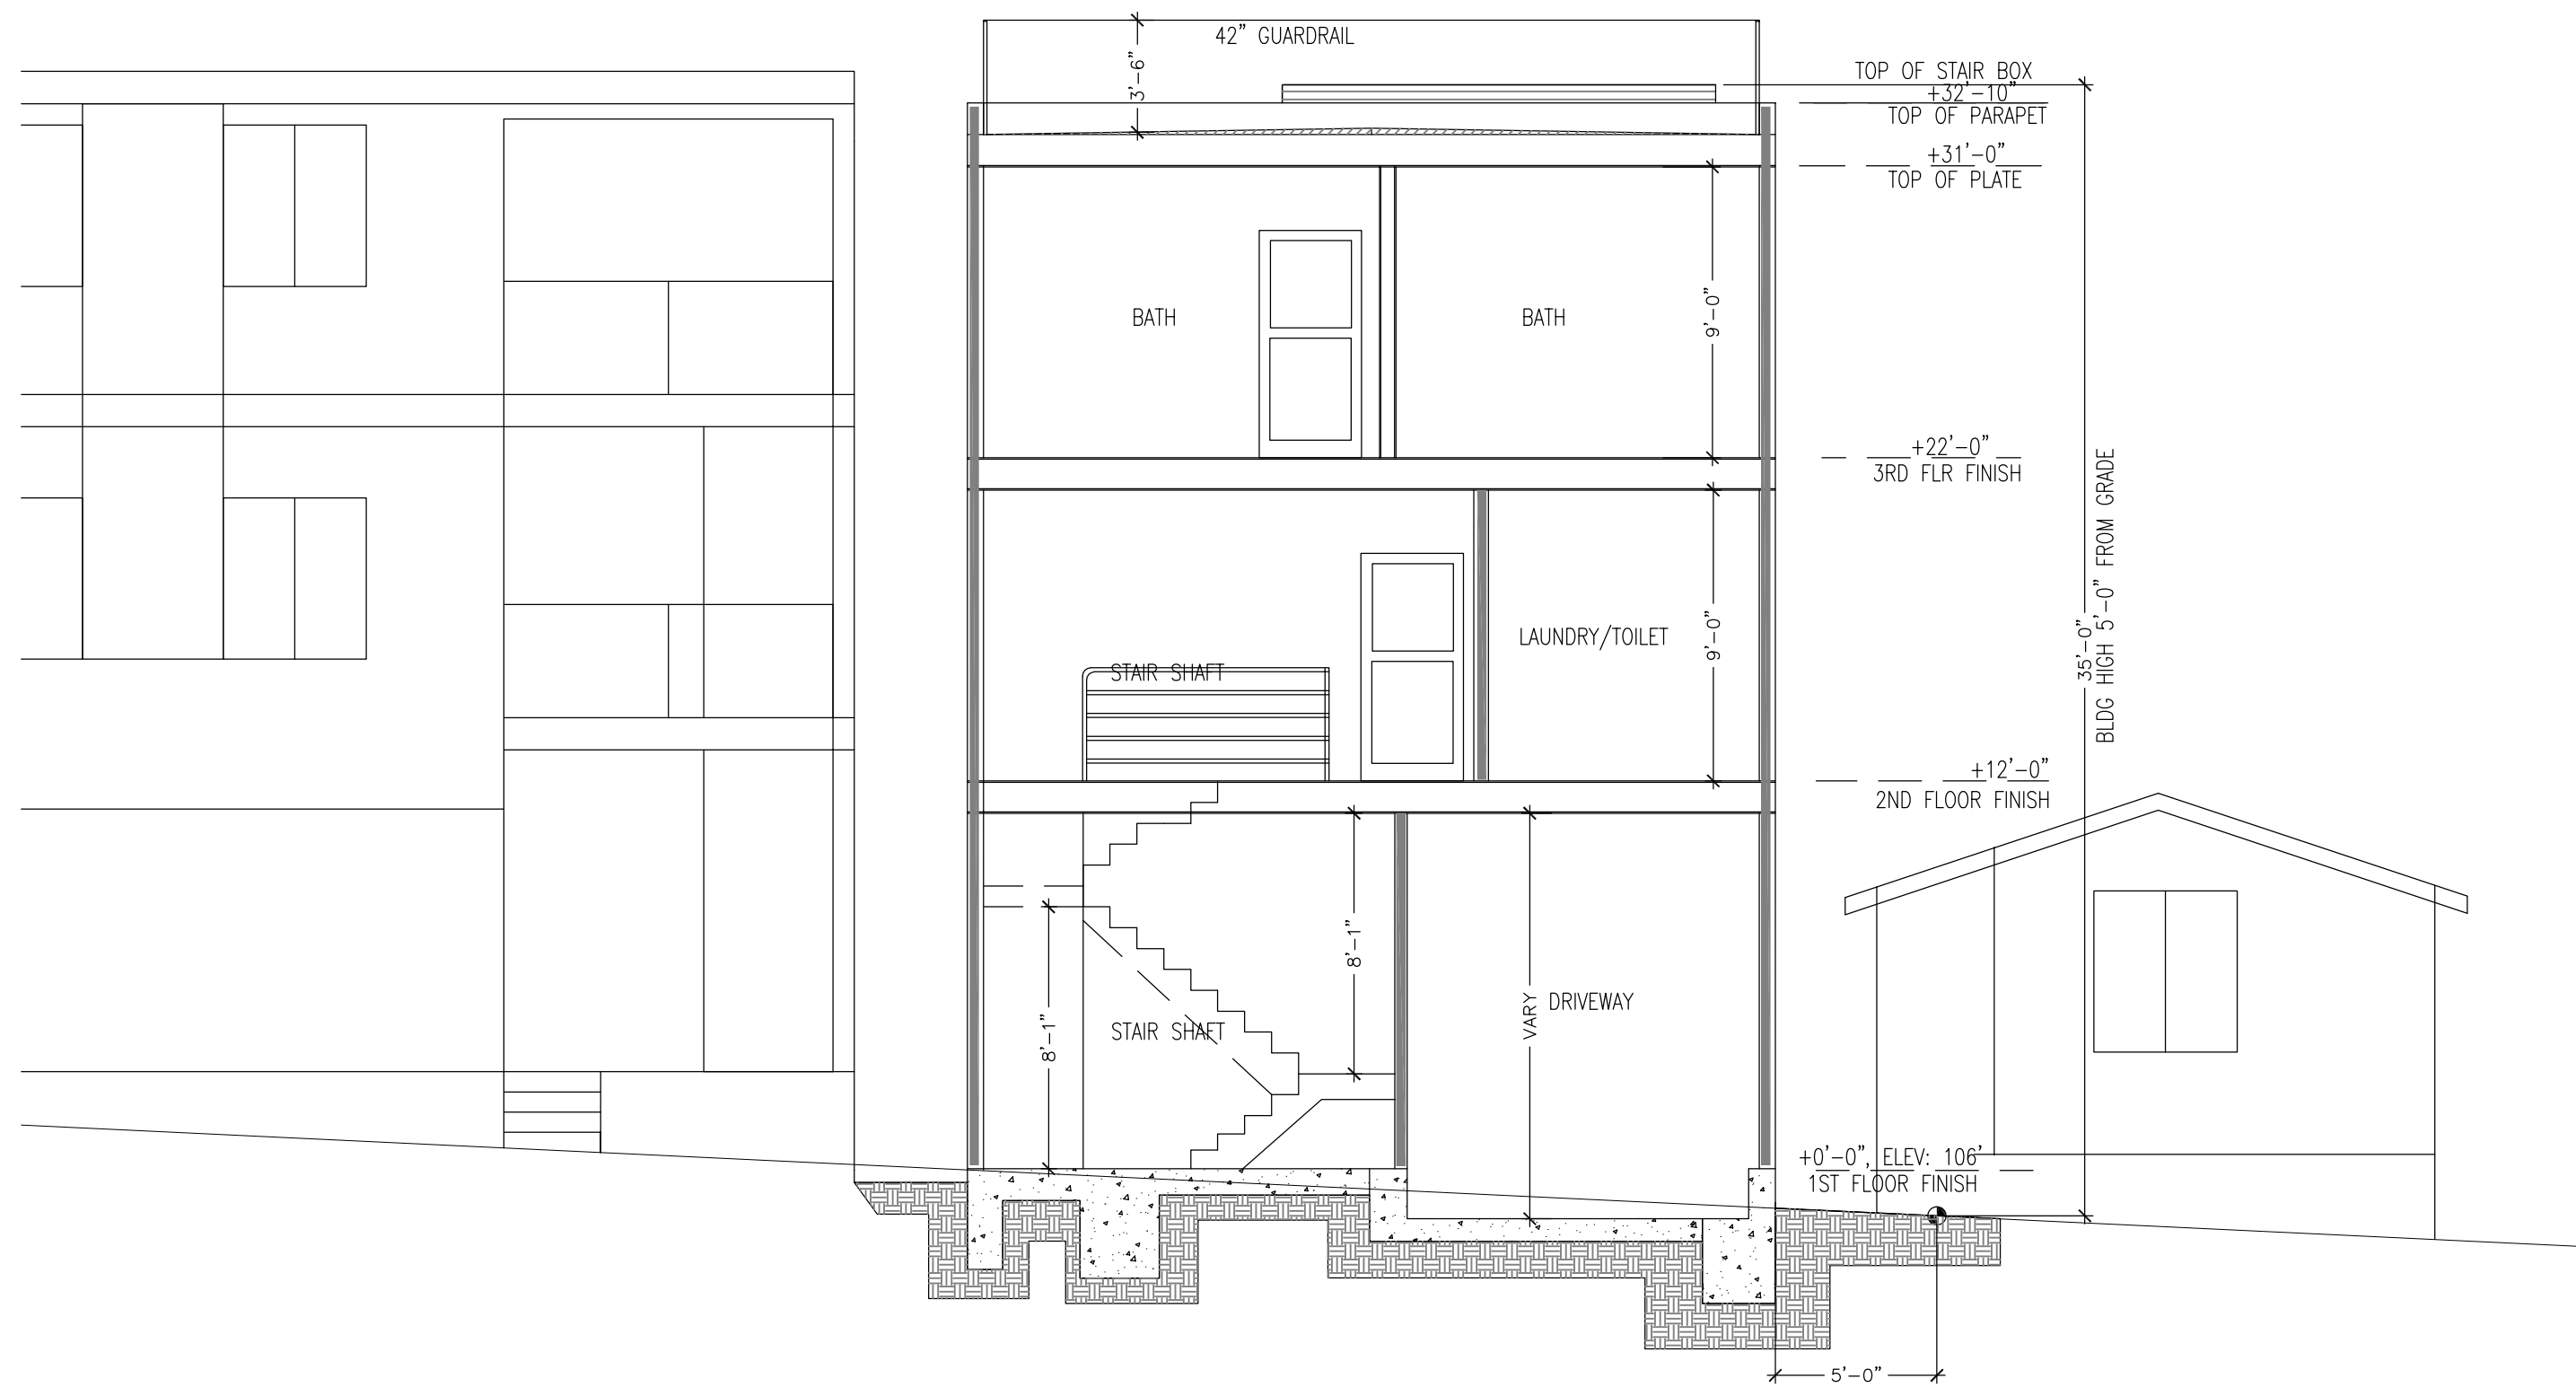 42” GUARDRAIL
3’-6”
TOP OF STAIR BOX
+32’-10”
TOP OF PARAPET
+31’-0”
TOP OF PLATE
BATH
BATH
9’-0”
+22’-0”
3RD FLR FINISH
STAIR SHAFT
LAUNDRY/TOILET
9’-0”
35’-0”
BLDG HIGH 5’-0” FROM GRADE
+12’-0”
2ND FLOOR FINISH
8’-1”
STAIR SHAFT
8’-1”
VARY
DRIVEWAY
+0’-0”, ELEV: 106’
1ST FLOOR FINISH
5’-0”